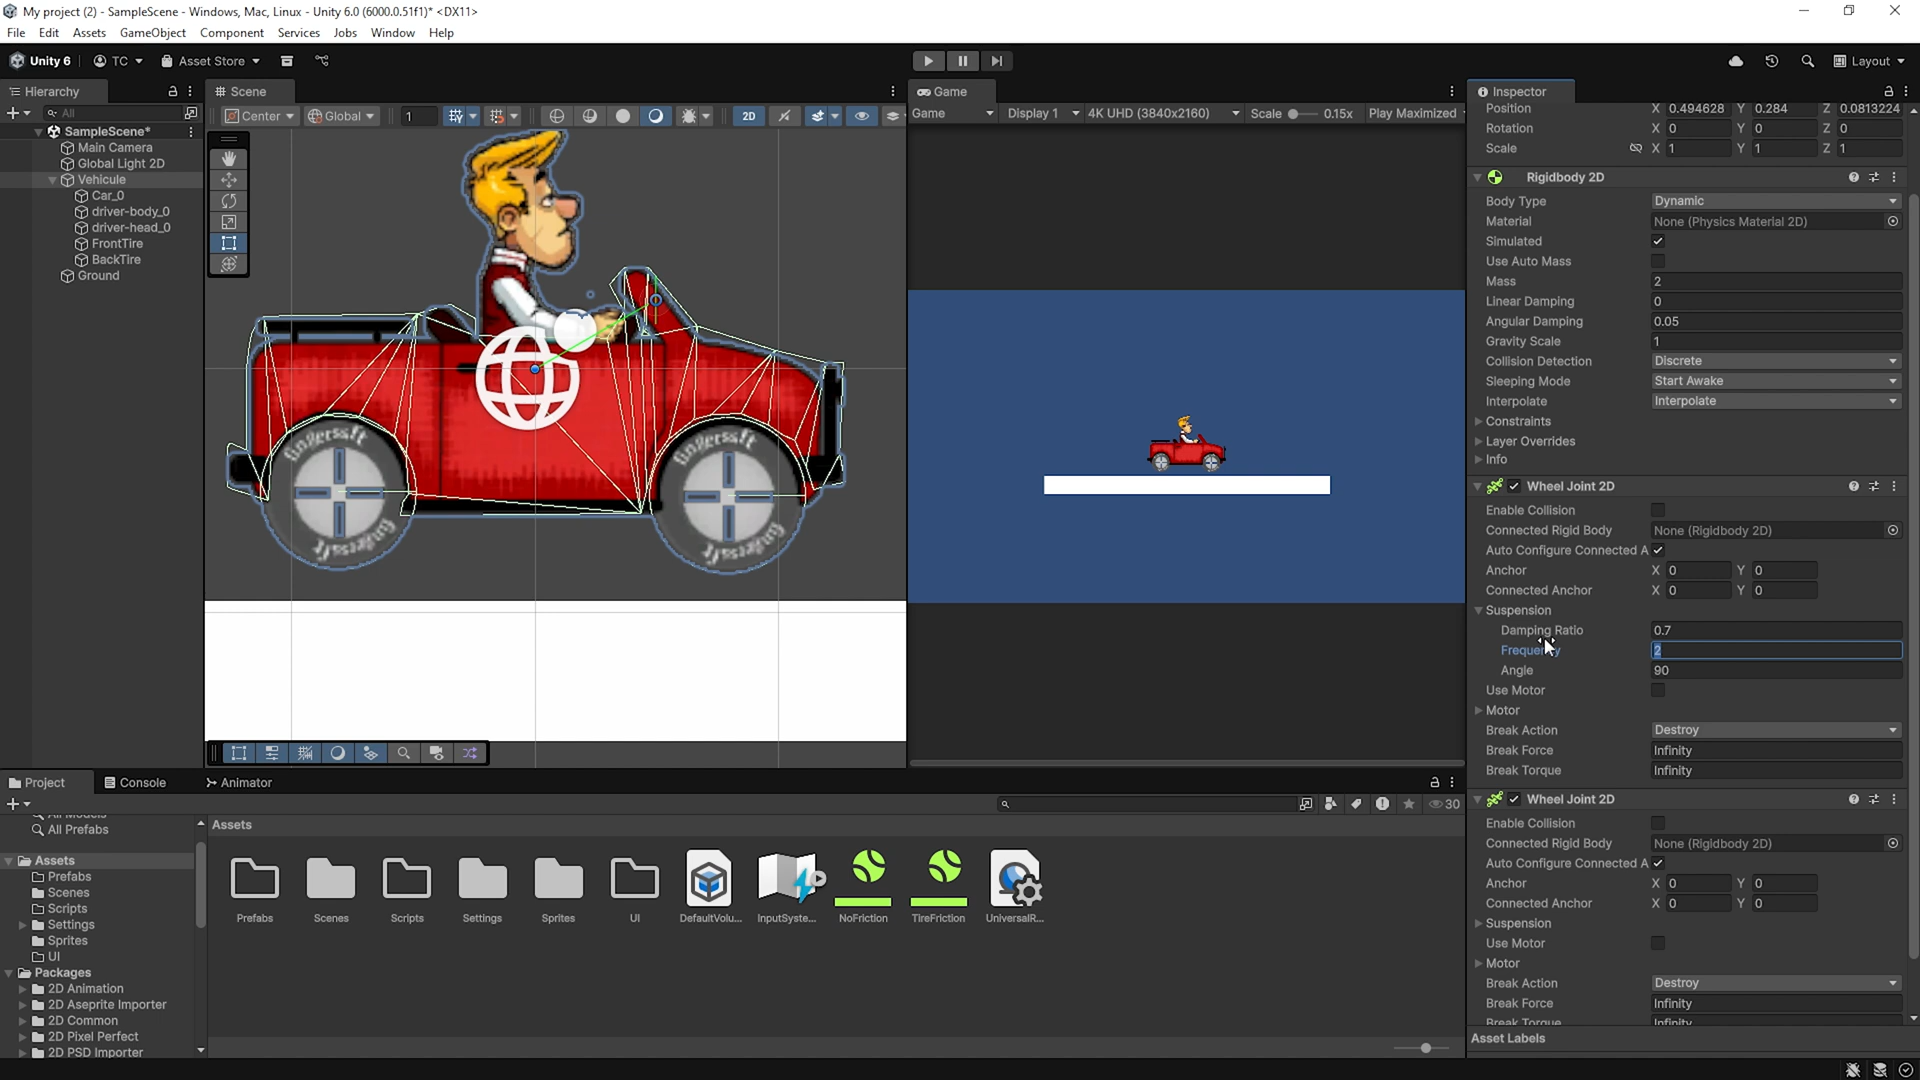 My project (2) - SampleScene - Windows, Mac, Linux - Unity 6.0 (6000.0.51f1)* <DX11>
File Edit Assets GameObject Component Services Jobs Window Help
Unity 6 TC Asset Store Layout
Hierarchy Scene Game Inspector
All
Center Global 1 2D
Game Display 1 4K UHD (3840x2160) Scale 0.15x Play Maximized
SampleScene*
Main Camera
Global Light 2D
Vehicule
Car_0
driver-body_0
driver-head_0
FrontTire
BackTire
Ground
fingersoft fingersoft
fingersoft fingersoft
Position X 0.494628 Y 0.284 Z 0.0813224
Rotation X 0 Y 0 Z 0
Scale X 1 Y 1 Z 1
Rigidbody 2D
Body Type Dynamic
Material None (Physics Material 2D)
Simulated
Use Auto Mass
Mass 2
Linear Damping 0
Angular Damping 0.05
Gravity Scale 1
Collision Detection Discrete
Sleeping Mode Start Awake
Interpolate Interpolate
Constraints
Layer Overrides
Info
Wheel Joint 2D
Enable Collision
Connected Rigid Body None (Rigidbody 2D)
Auto Configure Connected A
Anchor X 0 Y 0
Connected Anchor X 0 Y 0
Suspension
Damping Ratio 0.7
Frequency 2
Angle 90
Use Motor
Motor
Break Action Destroy
Break Force Infinity
Break Torque Infinity
Wheel Joint 2D
Enable Collision
Connected Rigid Body None (Rigidbody 2D)
Auto Configure Connected A
Anchor X 0 Y 0
Connected Anchor X 0 Y 0
Suspension
Use Motor
Motor
Break Action Destroy
Break Force Infinity
Break Torque Infinity
Asset Labels
Project Console Animator
30
All Models
All Prefabs
Assets
Prefabs
Scenes
Scripts
Settings
Sprites
UI
Packages
2D Animation
2D Aseprite Importer
2D Common
2D Pixel Perfect
2D PSD Importer
Assets
Prefabs Scenes Scripts Settings Sprites UI DefaultVolu... InputSyste... NoFriction TireFriction UniversalR...